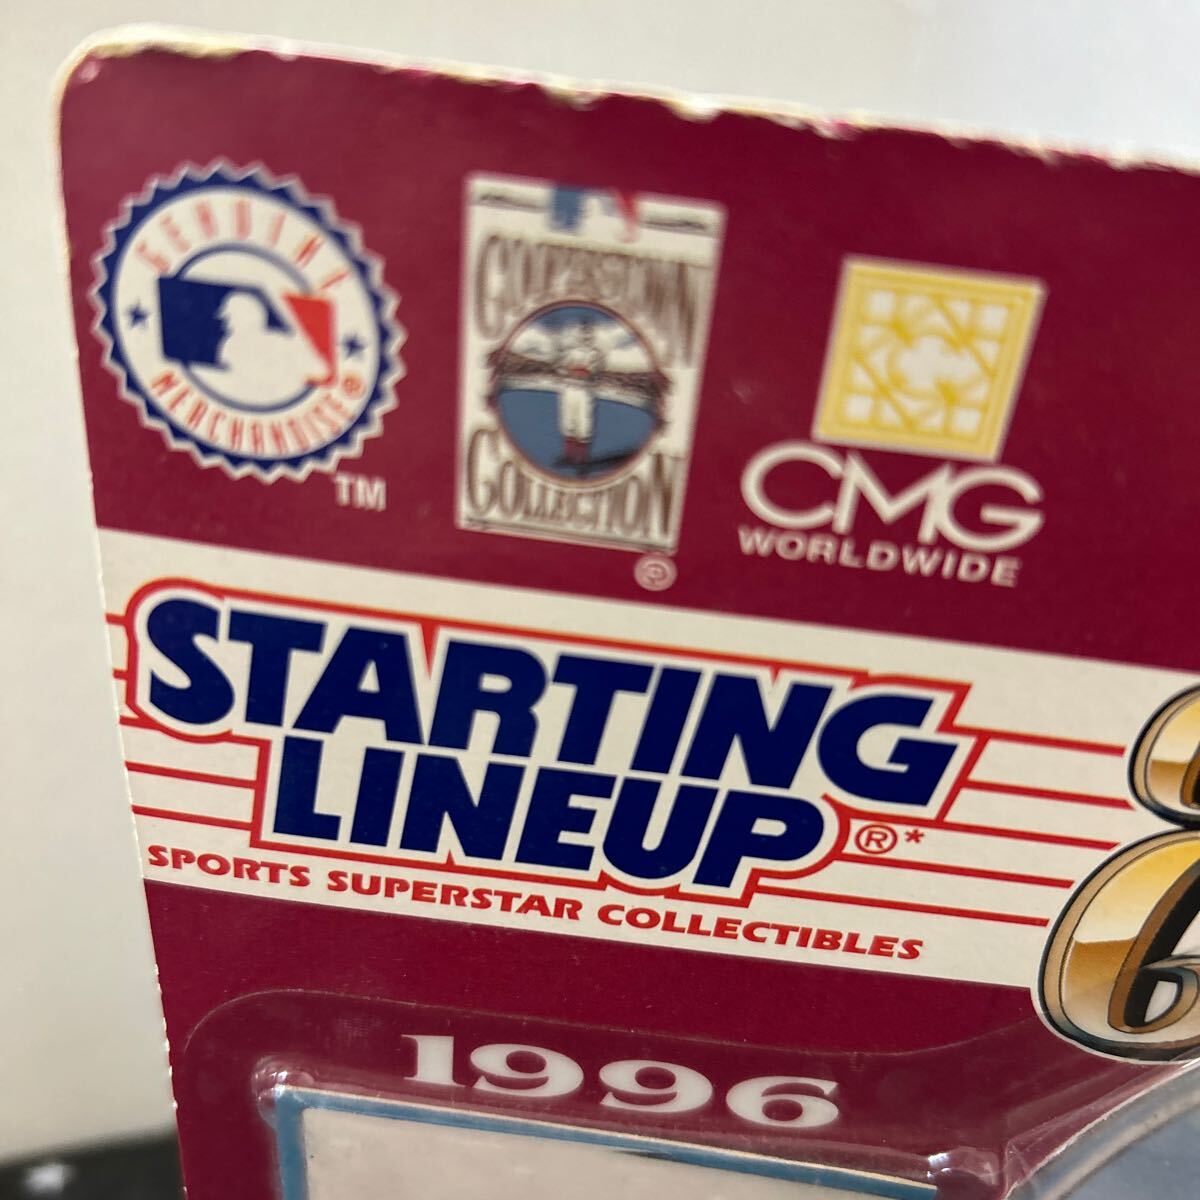 GENUINE
MERCHANDISE®
TM
COOPERSTOWN
COLLECTION
®
CMG
WORLDWIDE
STARTING
LINEUP®*
SPORTS SUPERSTAR COLLECTIBLES
1996